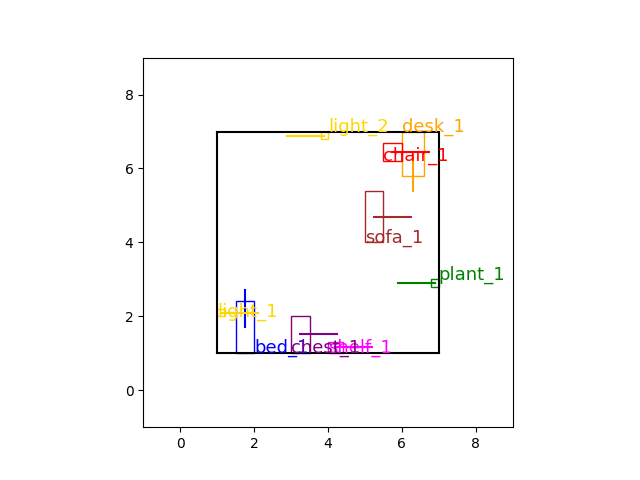 8
6
4
2
0
light_2
desk_1
chair_1
sofa_1
plant_1
light_1
bed_1
chest_1
shelf_1
0 2 4 6 8